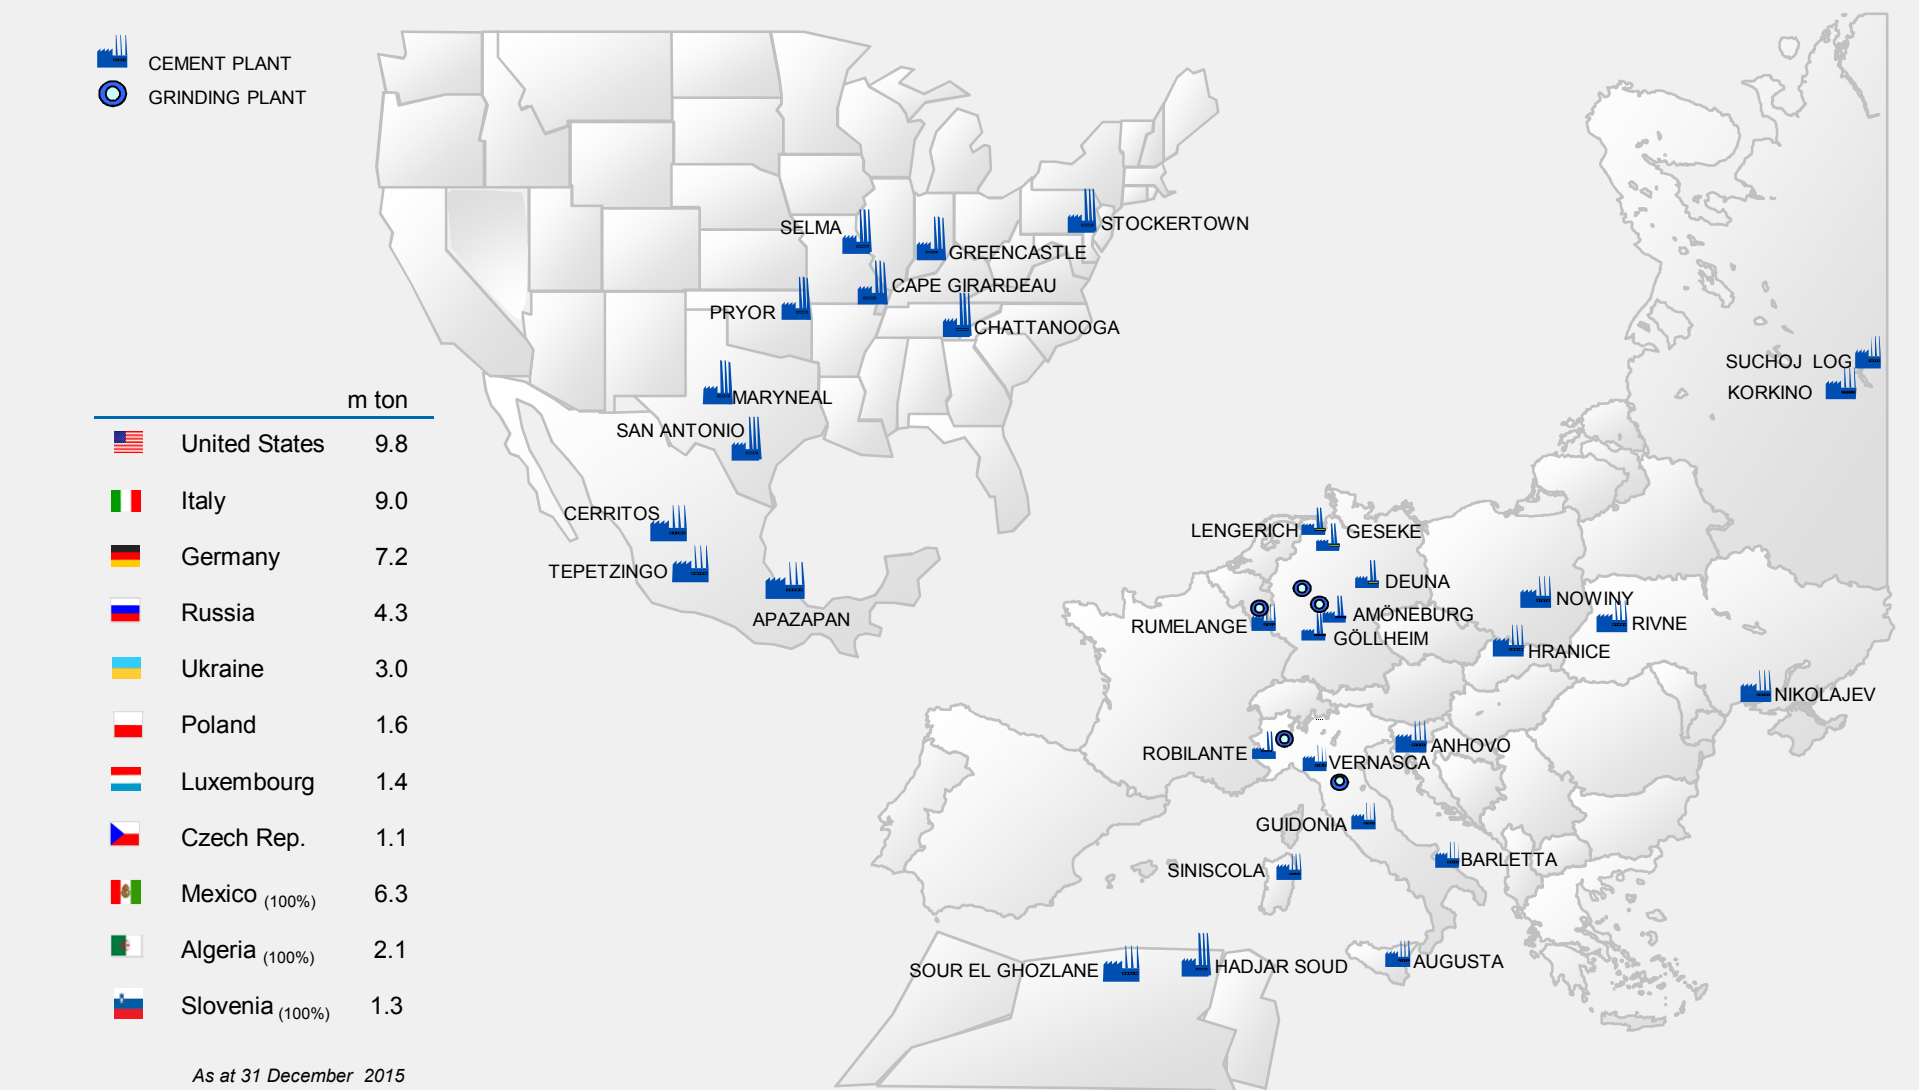 CEMENT PLANT
GRINDING PLANT
m ton
United States 9.8
Italy 9.0
Germany 7.2
Russia 4.3
Ukraine 3.0
Poland 1.6
Luxembourg 1.4
Czech Rep. 1.1
Mexico (100%) 6.3
Algeria (100%) 2.1
Slovenia (100%) 1.3
As at 31 December 2015
SELMA
STOCKERTOWN
GREENCASTLE
CAPE GIRARDEAU
PRYOR
CHATTANOOGA
MARYNEAL
SAN ANTONIO
CERRITOS
TEPETZINGO
APAZAPAN
SUCHOJ LOG
KORKINO
LENGERICH
GESEKE
DEUNA
NOWINY
AMÖNEBURG
RUMELANGE
RIVNE
GÖLLHEIM
HRANICE
NIKOLAJEV
ANHOVO
ROBILANTE
VERNASCA
GUIDONIA
BARLETTA
SINISCOLA
AUGUSTA
SOUR EL GHOZLANE
HADJAR SOUD